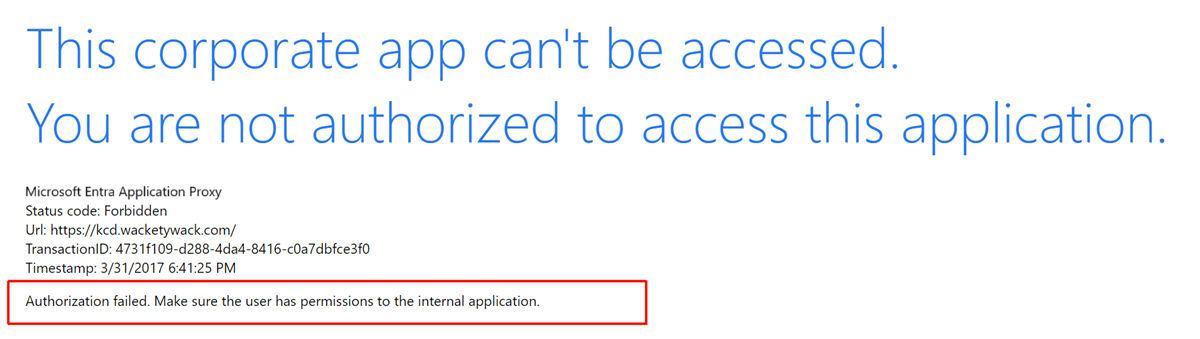 This corporate app can't be accessed.
You are not authorized to access this application.
Microsoft Entra Application Proxy
Status code: Forbidden
Url: https://kcd.wacketywack.com/
TransactionID: 4731f109-d288-4da4-8416-c0a7dbfce3f0
Timestamp: 3/31/2017 6:41:25 PM
Authorization failed. Make sure the user has permissions to the internal application.